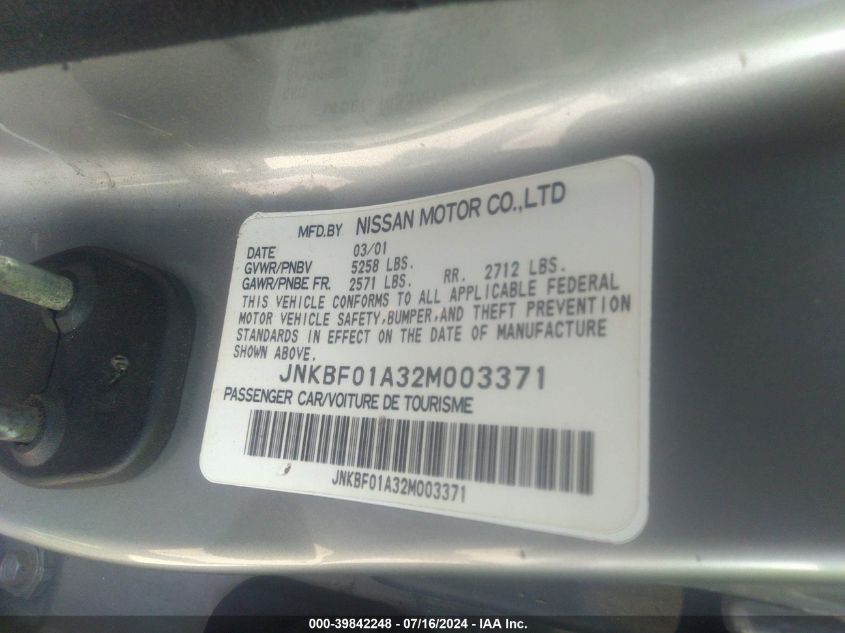 MFD.BY NISSAN MOTOR CO.,LTD
DATE 03/01
GVWR/PNBV 5258 LBS.
GAWR/PNBE FR. 2571 LBS. RR. 2712 LBS.
THIS VEHICLE CONFORMS TO ALL APPLICABLE FEDERAL
MOTOR VEHICLE SAFETY,BUMPER,AND THEFT PREVENTION
STANDARDS IN EFFECT ON THE DATE OF MANUFACTURE
SHOWN ABOVE.
JNKBF01A32M003371
PASSENGER CAR/VOITURE DE TOURISME
JNKBF01A32M003371
000-39842248 - 07/16/2024 - IAA Inc.